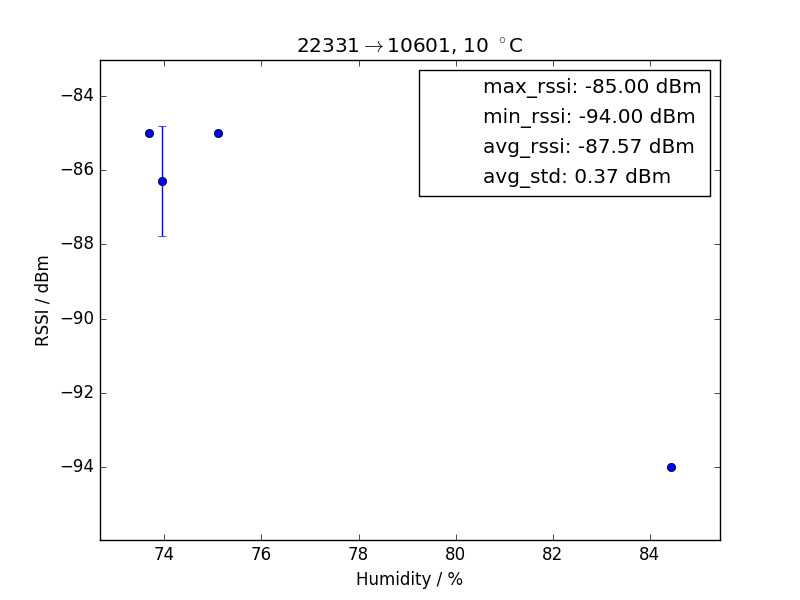 22331→10601, 10 °C
max_rssi: -85.00 dBm
min_rssi: -94.00 dBm
avg_rssi: -87.57 dBm
avg_std: 0.37 dBm
RSSI / dBm
−84
−86
−88
−90
−92
−94
74 76 78 80 82 84
Humidity / %